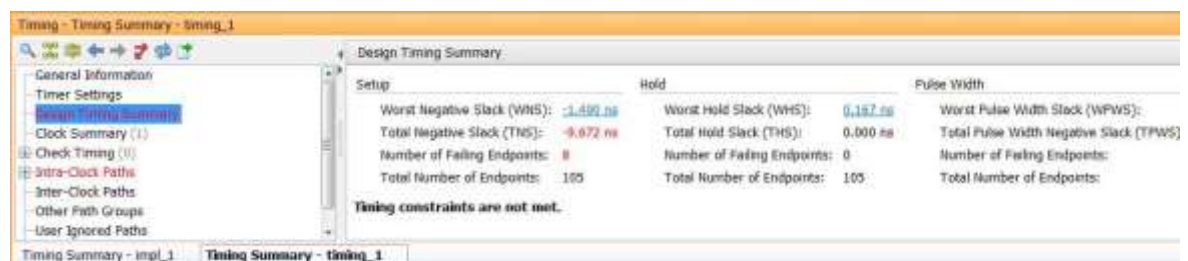 Timing - Timing Summary - timing_1
General Information
Timer Settings
Design Timing Summary
Clock Summary (1)
Check Timing (0)
Intra-Clock Paths
Inter-Clock Paths
Other Path Groups
User Ignored Paths
Design Timing Summary
Setup
Worst Negative Slack (WNS): ns
Total Negative Slack (TNS): -9.672 ns
Number of Failing Endpoints: 8
Total Number of Endpoints: 105
Hold
Worst Hold Slack (WHS): 0.167 ns
Total Hold Slack (THS): 0.000 ns
Number of Failing Endpoints: 0
Total Number of Endpoints: 105
Pulse Width
Worst Pulse Width Slack (WPWS):
Total Pulse Width Negative Slack (TPWS)
Number of Failing Endpoints:
Total Number of Endpoints:
Timing constraints are not met.
Timing Summary - impl_1 Timing Summary - timing_1